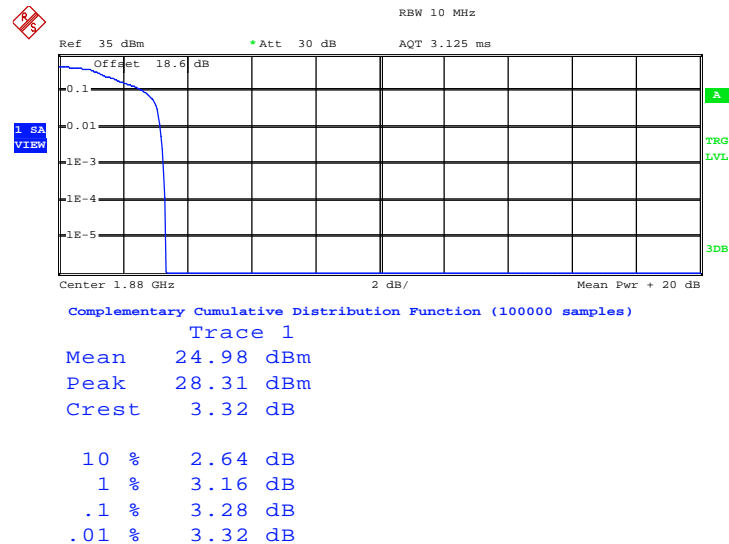 R S
RBW 10 MHz
Ref 35 dBm *Att 30 dB AQT 3.125 ms
Offset 18.6 dB
0.1
A
0.01
1 SA
VIEW
TRG
LVL
1E-3
1E-4
1E-5
3DB
Center 1.88 GHz 2 dB/ Mean Pwr + 20 dB
Complementary Cumulative Distribution Function (100000 samples)
Trace 1
Mean 24.98 dBm
Peak 28.31 dBm
Crest 3.32 dB
10 % 2.64 dB
1 % 3.16 dB
.1 % 3.28 dB
.01 % 3.32 dB